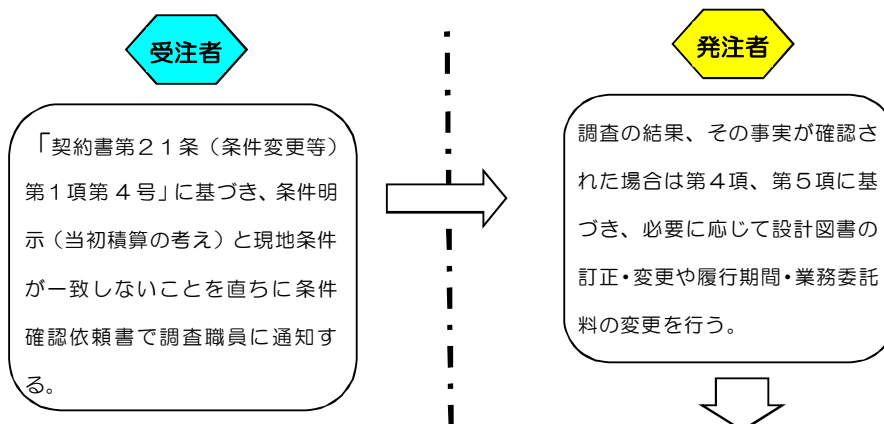 受注者
「契約書第21条（条件変更等）
第1項第4号」に基づき、条件明
示（当初積算の考え）と現地条件
が一致しないことを直ちに条件
確認依頼書で調査職員に通知す
る。
発注者
調査の結果、その事実が確認さ
れた場合は第4項、第5項に基
づき、必要に応じて設計図書の
訂正・変更や履行期間・業務委託
料の変更を行う。